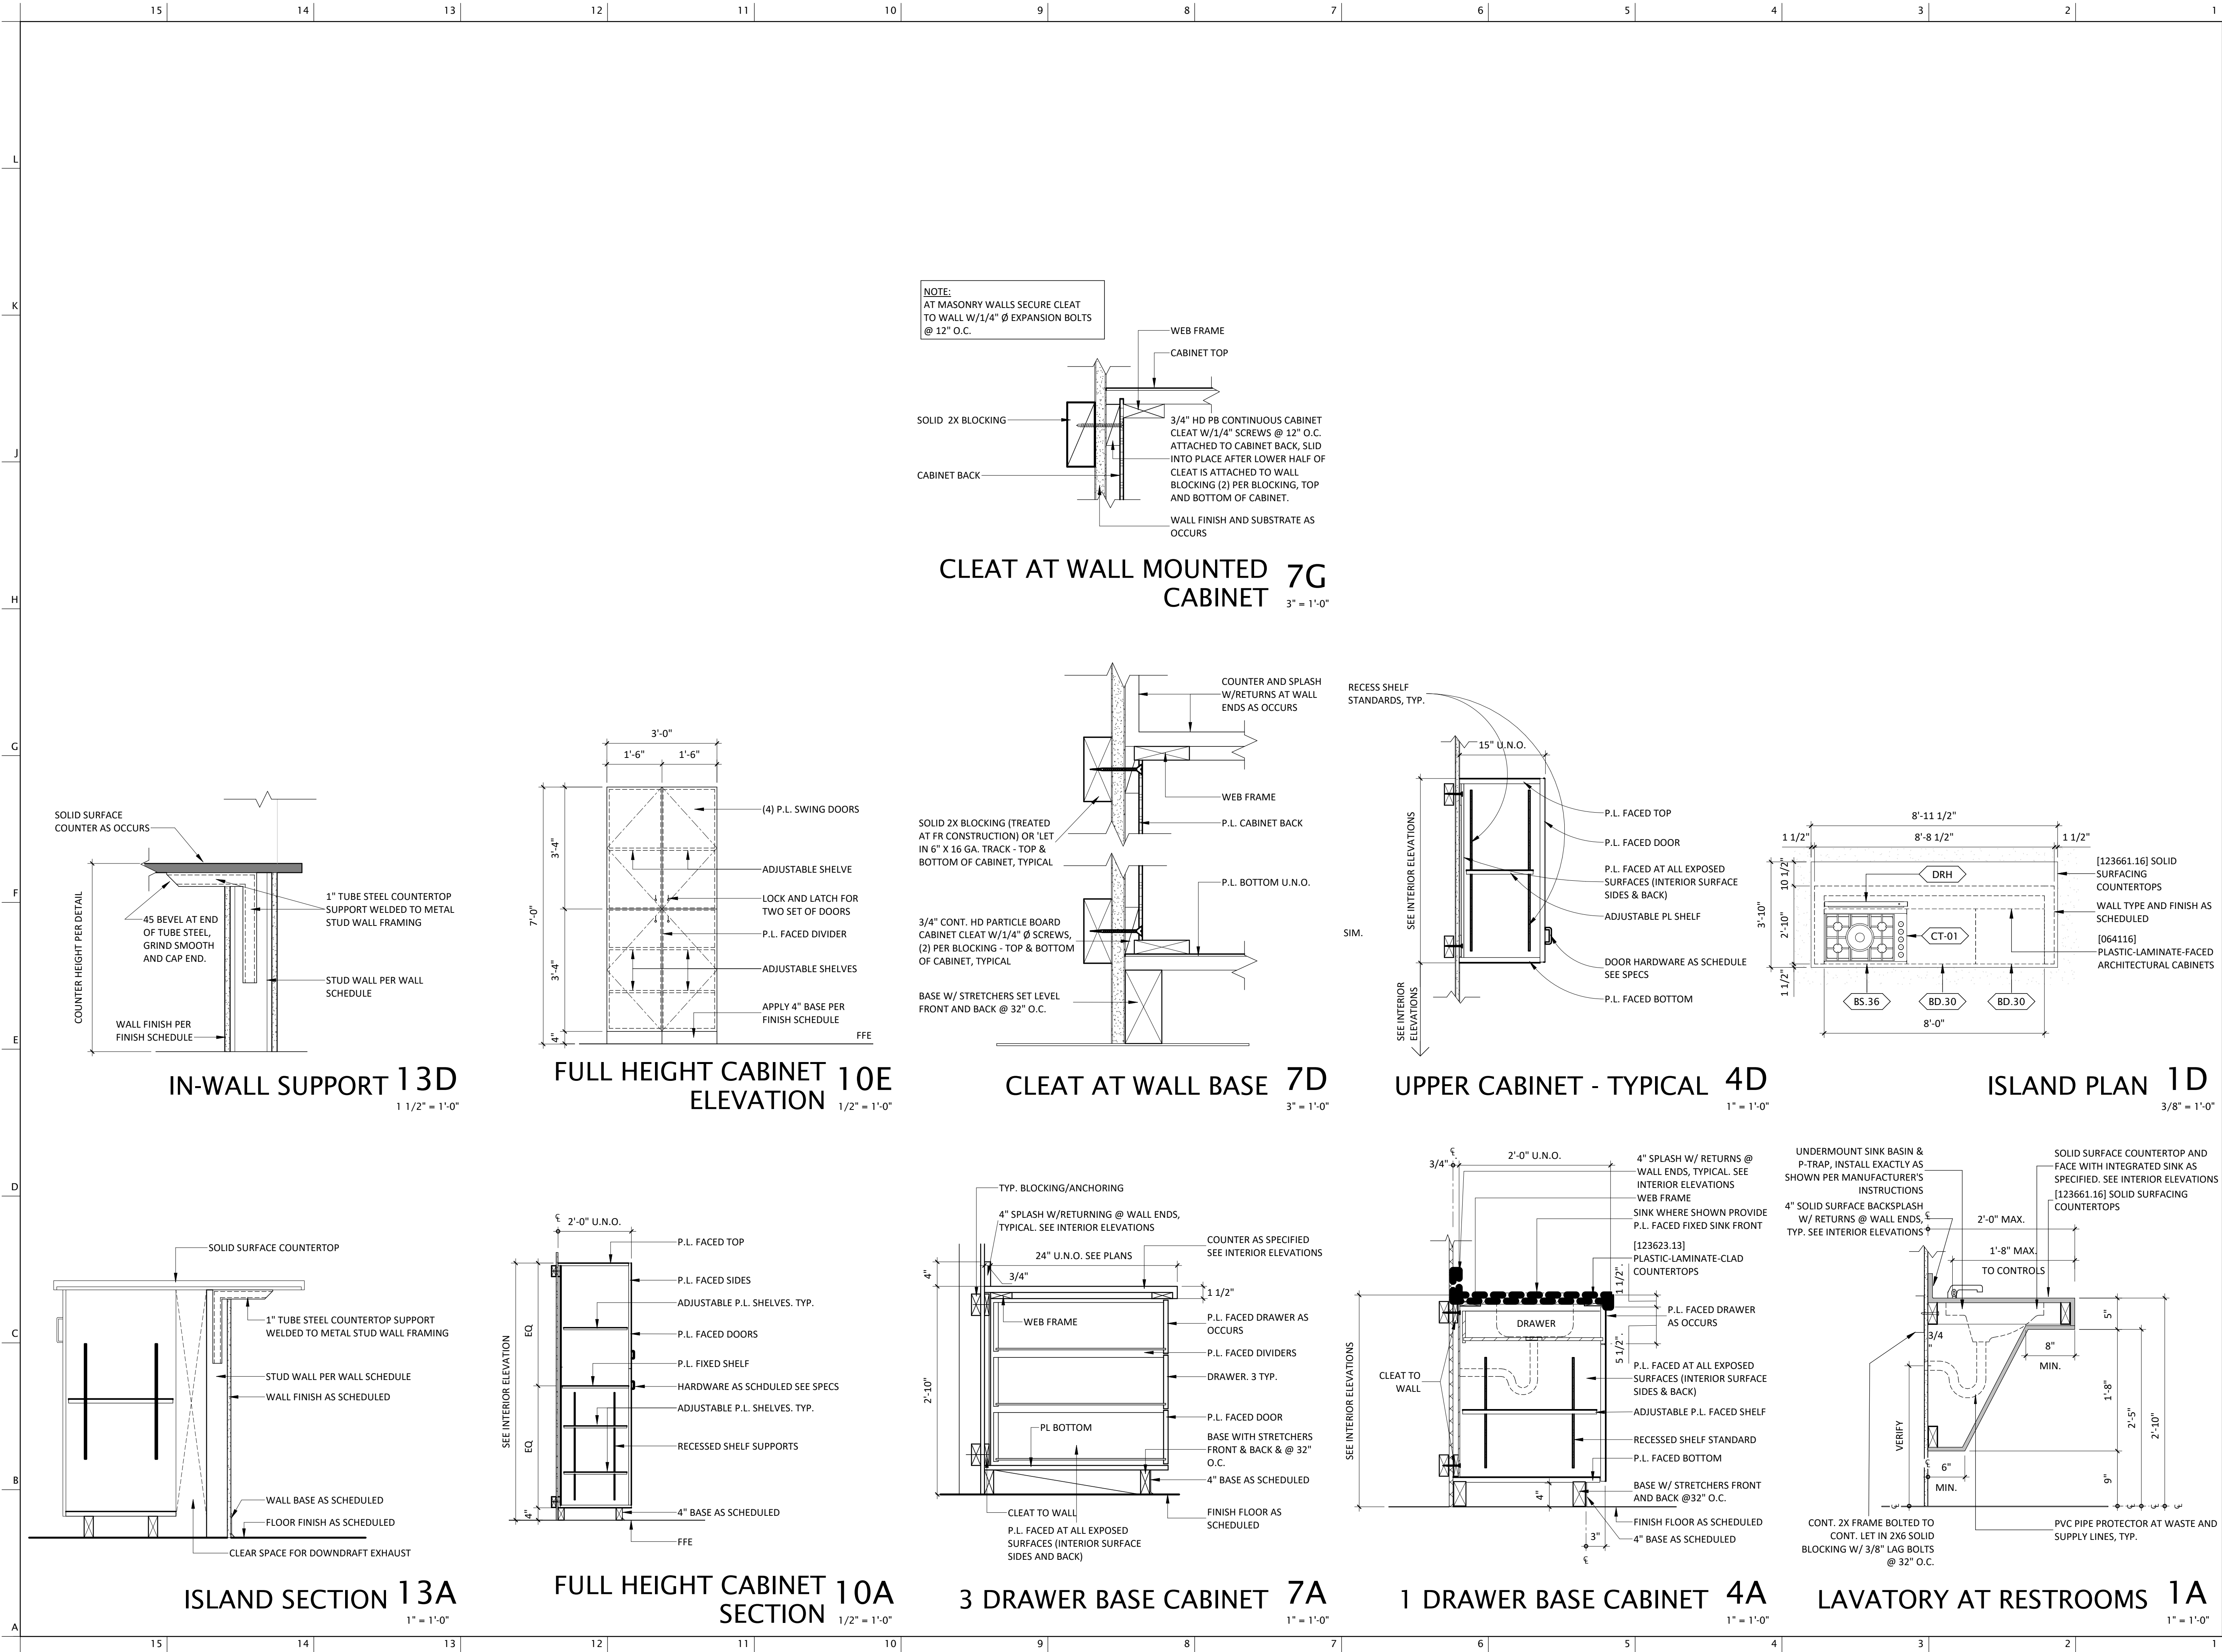 15 14 13 12 11 10 9 8 7 6 5 4 3 2 1
L
K
J
H
G
F
E
D
C
B
A
NOTE:
AT MASONRY WALLS SECURE CLEAT
TO WALL W/1/4" Ø EXPANSION BOLTS
@ 12" O.C.
WEB FRAME
CABINET TOP
SOLID 2X BLOCKING
CABINET BACK
3/4" HD PB CONTINUOUS CABINET
CLEAT W/1/4" SCREWS @ 12" O.C.
ATTACHED TO CABINET BACK, SLID
INTO PLACE AFTER LOWER HALF OF
CLEAT IS ATTACHED TO WALL
BLOCKING (2) PER BLOCKING, TOP
AND BOTTOM OF CABINET.
WALL FINISH AND SUBSTRATE AS
OCCURS
CLEAT AT WALL MOUNTED
CABINET
7G
3" = 1'-0"
SOLID SURFACE
COUNTER AS OCCURS
COUNTER HEIGHT PER DETAIL
45 BEVEL AT END
OF TUBE STEEL,
GRIND SMOOTH
AND CAP END.
WALL FINISH PER
FINISH SCHEDULE
1" TUBE STEEL COUNTERTOP
SUPPORT WELDED TO METAL
STUD WALL FRAMING
STUD WALL PER WALL
SCHEDULE
IN-WALL SUPPORT
13D
1 1/2" = 1'-0"
3'-0"
1'-6"
1'-6"
7'-0"
3'-4"
3'-4"
4"
(4) P.L. SWING DOORS
ADJUSTABLE SHELVE
LOCK AND LATCH FOR
TWO SET OF DOORS
P.L. FACED DIVIDER
ADJUSTABLE SHELVES
APPLY 4" BASE PER
FINISH SCHEDULE
FFE
FULL HEIGHT CABINET
ELEVATION
10E
1/2" = 1'-0"
COUNTER AND SPLASH
W/RETURNS AT WALL
ENDS AS OCCURS
WEB FRAME
P.L. CABINET BACK
SOLID 2X BLOCKING (TREATED
AT FR CONSTRUCTION) OR 'LET
IN 6" X 16 GA. TRACK - TOP &
BOTTOM OF CABINET, TYPICAL
P.L. BOTTOM U.N.O.
3/4" CONT. HD PARTICLE BOARD
CABINET CLEAT W/1/4" Ø SCREWS,
(2) PER BLOCKING - TOP & BOTTOM
OF CABINET, TYPICAL
BASE W/ STRETCHERS SET LEVEL
FRONT AND BACK @ 32" O.C.
CLEAT AT WALL BASE
7D
3" = 1'-0"
RECESS SHELF
STANDARDS, TYP.
15" U.N.O.
SIM.
SEE INTERIOR ELEVATIONS
SEE INTERIOR
ELEVATIONS
P.L. FACED TOP
P.L. FACED DOOR
P.L. FACED AT ALL EXPOSED
SURFACES (INTERIOR SURFACE
SIDES & BACK)
ADJUSTABLE PL SHELF
DOOR HARDWARE AS SCHEDULE
SEE SPECS
P.L. FACED BOTTOM
UPPER CABINET - TYPICAL
4D
1" = 1'-0"
8'-11 1/2"
1 1/2"
8'-8 1/2"
1 1/2"
3'-10"
10 1/2"
2'-10"
1 1/2"
DRH
CT-01
BS.36
BD.30
BD.30
8'-0"
[123661.16] SOLID
SURFACING
COUNTERTOPS
WALL TYPE AND FINISH AS
SCHEDULED
[064116]
PLASTIC-LAMINATE-FACED
ARCHITECTURAL CABINETS
ISLAND PLAN
1D
3/8" = 1'-0"
SOLID SURFACE COUNTERTOP
1" TUBE STEEL COUNTERTOP SUPPORT
WELDED TO METAL STUD WALL FRAMING
STUD WALL PER WALL SCHEDULE
WALL FINISH AS SCHEDULED
WALL BASE AS SCHEDULED
FLOOR FINISH AS SCHEDULED
CLEAR SPACE FOR DOWNDRAFT EXHAUST
ISLAND SECTION
13A
1" = 1'-0"
2'-0" U.N.O.
SEE INTERIOR ELEVATION
EQ
EQ
4"
P.L. FACED TOP
P.L. FACED SIDES
ADJUSTABLE P.L. SHELVES. TYP.
P.L. FACED DOORS
P.L. FIXED SHELF
HARDWARE AS SCHDULED SEE SPECS
ADJUSTABLE P.L. SHELVES. TYP.
RECESSED SHELF SUPPORTS
4" BASE AS SCHEDULED
FFE
FULL HEIGHT CABINET
SECTION
10A
1/2" = 1'-0"
TYP. BLOCKING/ANCHORING
4" SPLASH W/RETURNING @ WALL ENDS,
TYPICAL. SEE INTERIOR ELEVATIONS
24" U.N.O. SEE PLANS
COUNTER AS SPECIFIED
SEE INTERIOR ELEVATIONS
4"
3/4"
1 1/2"
2'-10"
WEB FRAME
P.L. FACED DRAWER AS
OCCURS
P.L. FACED DIVIDERS
DRAWER. 3 TYP.
P.L. FACED DOOR
PL BOTTOM
BASE WITH STRETCHERS
FRONT & BACK & @ 32"
O.C.
4" BASE AS SCHEDULED
CLEAT TO WALL
FINISH FLOOR AS
SCHEDULED
P.L. FACED AT ALL EXPOSED
SURFACES (INTERIOR SURFACE
SIDES AND BACK)
3 DRAWER BASE CABINET
7A
1" = 1'-0"
3/4"
2'-0" U.N.O.
4" SPLASH W/ RETURNS @
WALL ENDS, TYPICAL. SEE
INTERIOR ELEVATIONS
WEB FRAME
SINK WHERE SHOWN PROVIDE
P.L. FACED FIXED SINK FRONT
[123623.13]
PLASTIC-LAMINATE-CLAD
COUNTERTOPS
1 1/2"
5 1/2"
DRAWER
P.L. FACED DRAWER
AS OCCURS
CLEAT TO
WALL
SEE INTERIOR ELEVATIONS
P.L. FACED AT ALL EXPOSED
SURFACES (INTERIOR SURFACE
SIDES & BACK)
ADJUSTABLE P.L. FACED SHELF
RECESSED SHELF STANDARD
P.L. FACED BOTTOM
4"
BASE W/ STRETCHERS FRONT
AND BACK @32" O.C.
FINISH FLOOR AS SCHEDULED
3"
4" BASE AS SCHEDULED
1 DRAWER BASE CABINET
4A
1" = 1'-0"
UNDERMOUNT SINK BASIN &
P-TRAP, INSTALL EXACTLY AS
SHOWN PER MANUFACTURER'S
INSTRUCTIONS
4" SOLID SURFACE BACKSPLASH
W/ RETURNS @ WALL ENDS,
TYP. SEE INTERIOR ELEVATIONS
SOLID SURFACE COUNTERTOP AND
FACE WITH INTEGRATED SINK AS
SPECIFIED. SEE INTERIOR ELEVATIONS
[123661.16] SOLID SURFACING
COUNTERTOPS
2'-0" MAX.
1'-8" MAX.
TO CONTROLS
3/4
"
5"
8"
MIN.
1'-8"
2'-5"
2'-10"
VERIFY
6"
MIN.
9"
CONT. 2X FRAME BOLTED TO
CONT. LET IN 2X6 SOLID
BLOCKING W/ 3/8" LAG BOLTS
@ 32" O.C.
PVC PIPE PROTECTOR AT WASTE AND
SUPPLY LINES, TYP.
LAVATORY AT RESTROOMS
1A
1" = 1'-0"
15 14 13 12 11 10 9 8 7 6 5 4 3 2 1